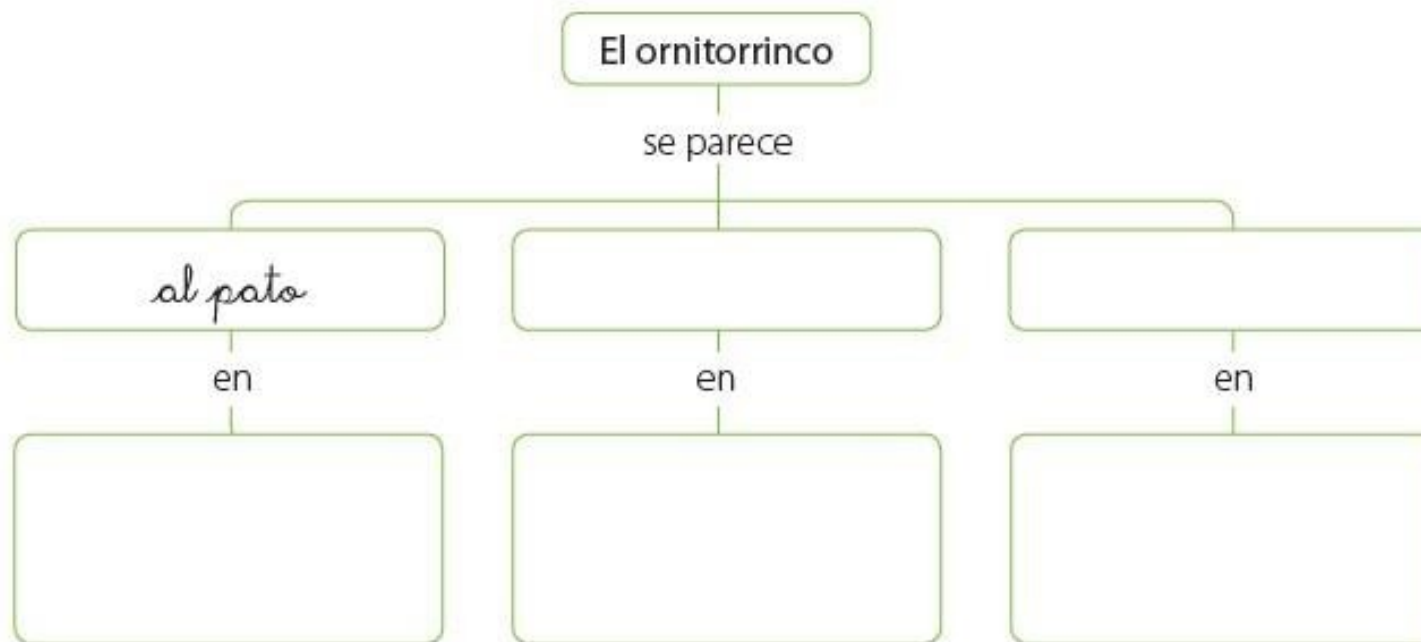 El ornitorrinco
se parece
al pato
en
en
en